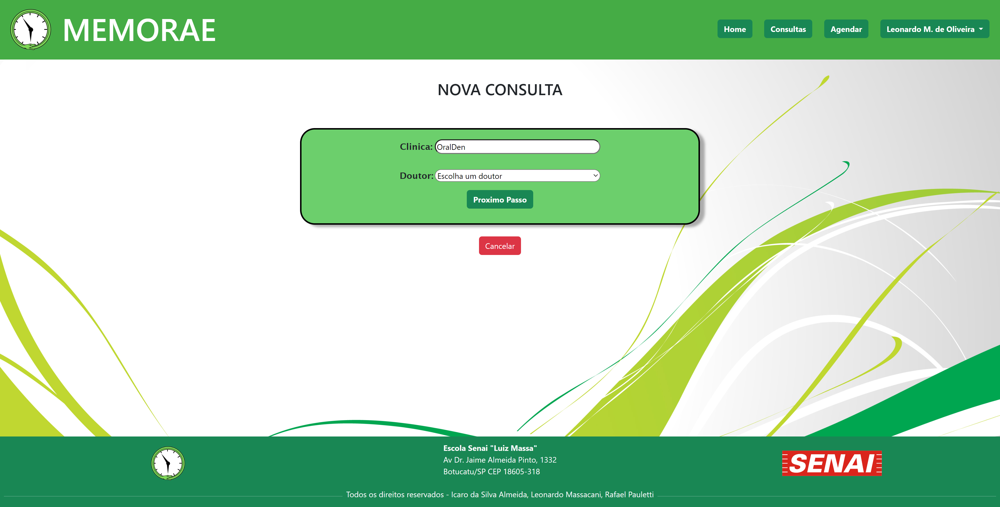 MEMORAE
Home
Consultas
Agendar
Leonardo M. de Oliveira
NOVA CONSULTA
Clinica: OralDen
Doutor: Escolha um doutor
Proximo Passo
Cancelar
Escola Senai "Luiz Massa"
Av Dr. Jaime Almeida Pinto, 1332
Botucatu/SP CEP 18605-318
SENAI
Todos os direitos reservados - Icaro da Silva Almeida, Leonardo Massacani, Rafael Pauletti